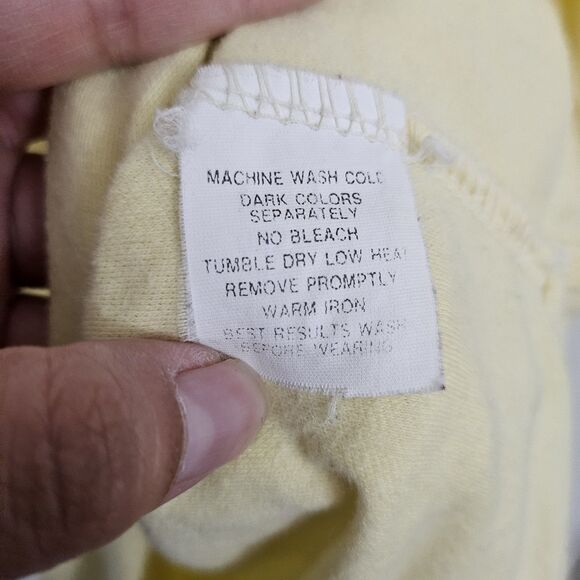 MACHINE WASH COLD
DARK COLORS
SEPARATELY
NO BLEACH
TUMBLE DRY LOW HEAT
REMOVE PROMPTLY
WARM IRON
BEST RESULTS WASH
BEFORE WEARING